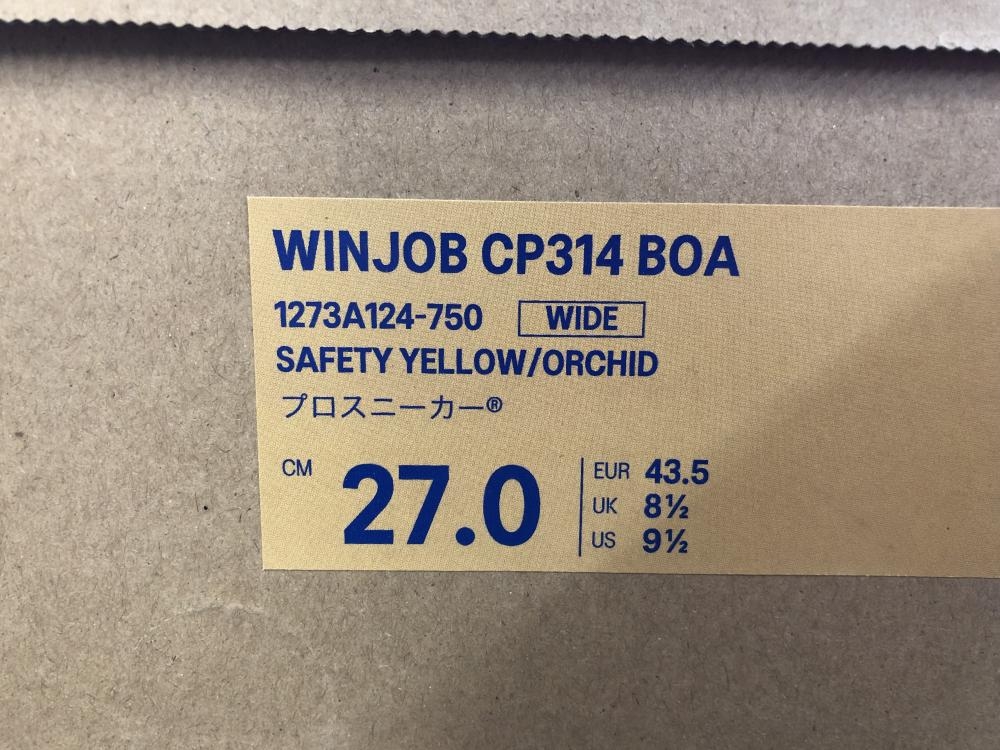 WINJOB CP314 BOA
1273A124-750 WIDE
SAFETY YELLOW/ORCHID
プロスニーカー®
CM 27.0
EUR 43.5
UK 8½
US 9½